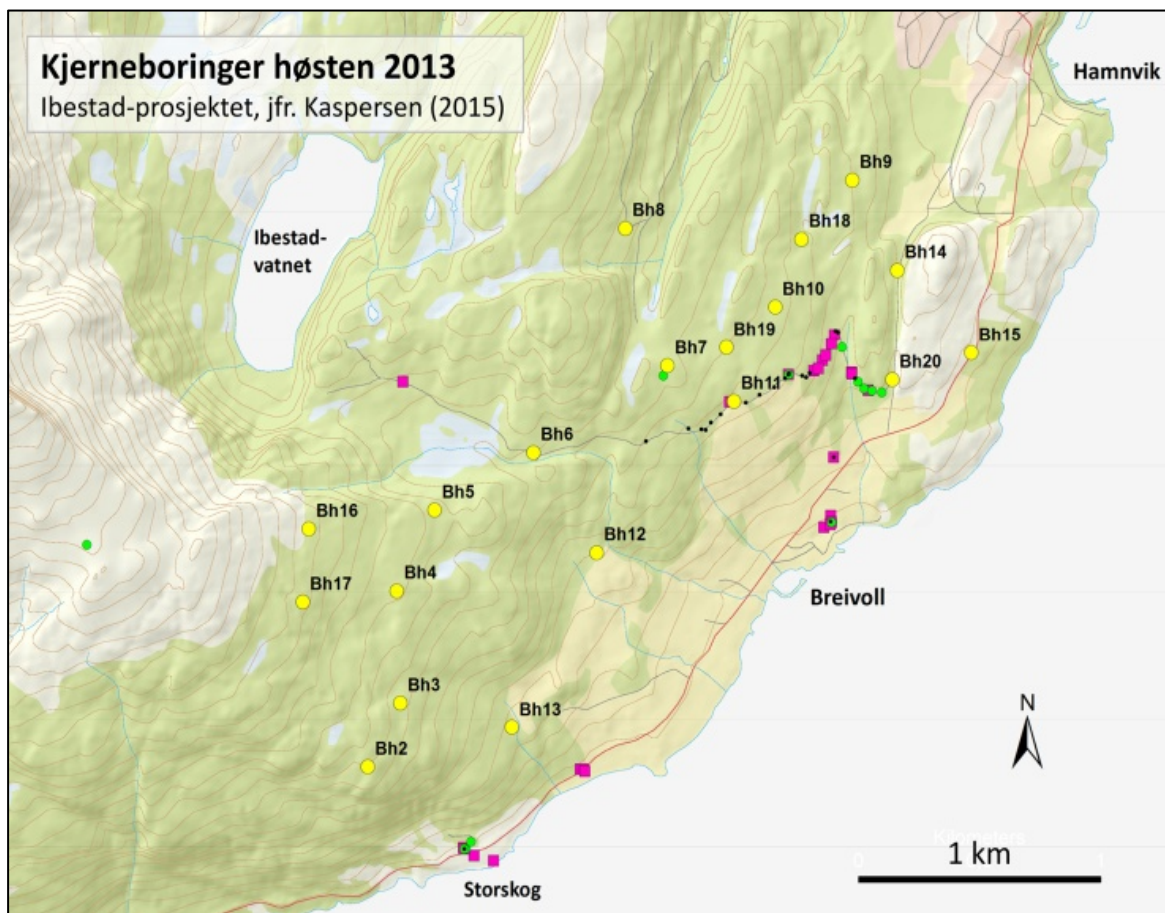 Kjerneboringer høsten 2013
Ibestad-prosjektet, jfr. Kaspersen (2015)
Hamnvik
Bh9
Bh8
Bh18
Ibestad-
vatnet
Bh14
Bh10
Bh19
Bh15
Bh7
Bh20
Bh11
Bh6
Bh5
Bh16
Bh12
Bh4
Bh17
Breivoll
Bh3
N
Bh13
Bh2
Kilometers
1 km
0
1
Storskog